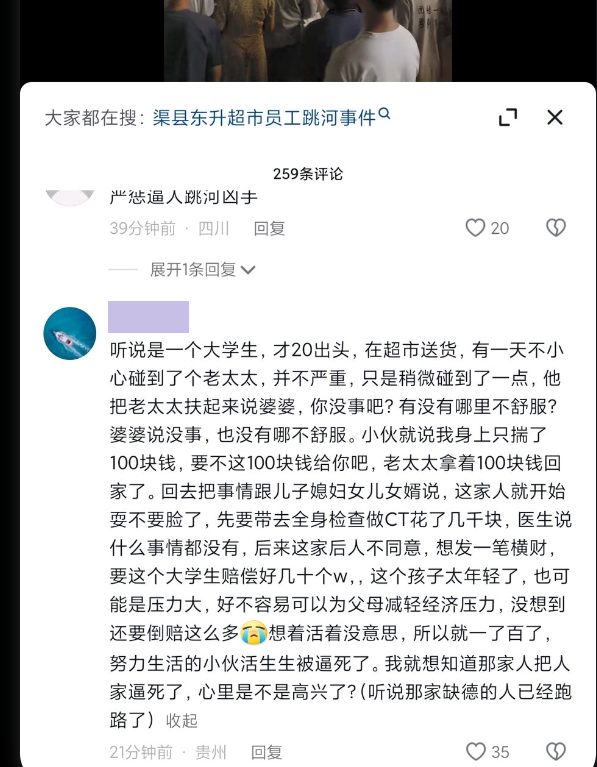 大家都在搜：渠县东升超市员工跳河事件
259条评论
严惩逼人跳河凶手
39分钟前 · 四川 回复 20
展开1条回复
听说是一个大学生，才20出头，在超市送货，有一天不小
心碰到了个老太太，并不严重，只是稍微碰到了一点，他
把老太太扶起来说婆婆，你没事吧？有没有哪里不舒服？
婆婆说没事，也没有哪不舒服。小伙就说我身上只揣了
100块钱，要不这100块钱给你吧，老太太拿着100块钱回
家了。回去把事情跟儿子媳妇女儿女婿说，这家人就开始
耍不要脸了，先要带去全身检查做CT花了几千块，医生说
什么事情都没有，后来这家后人不同意，想发一笔横财，
要这个大学生赔偿好几十个w，，这个孩子太年轻了，也可
能是压力大，好不容易可以为父母减轻经济压力，没想到
还要倒赔这么多😭想着活着没意思，所以就一了百了，
努力生活的小伙活生生被逼死了。我就想知道那家人把人
家逼死了，心里是不是高兴了？（听说那家缺德的人已经跑
路了） 收起
21分钟前 · 贵州 回复 35